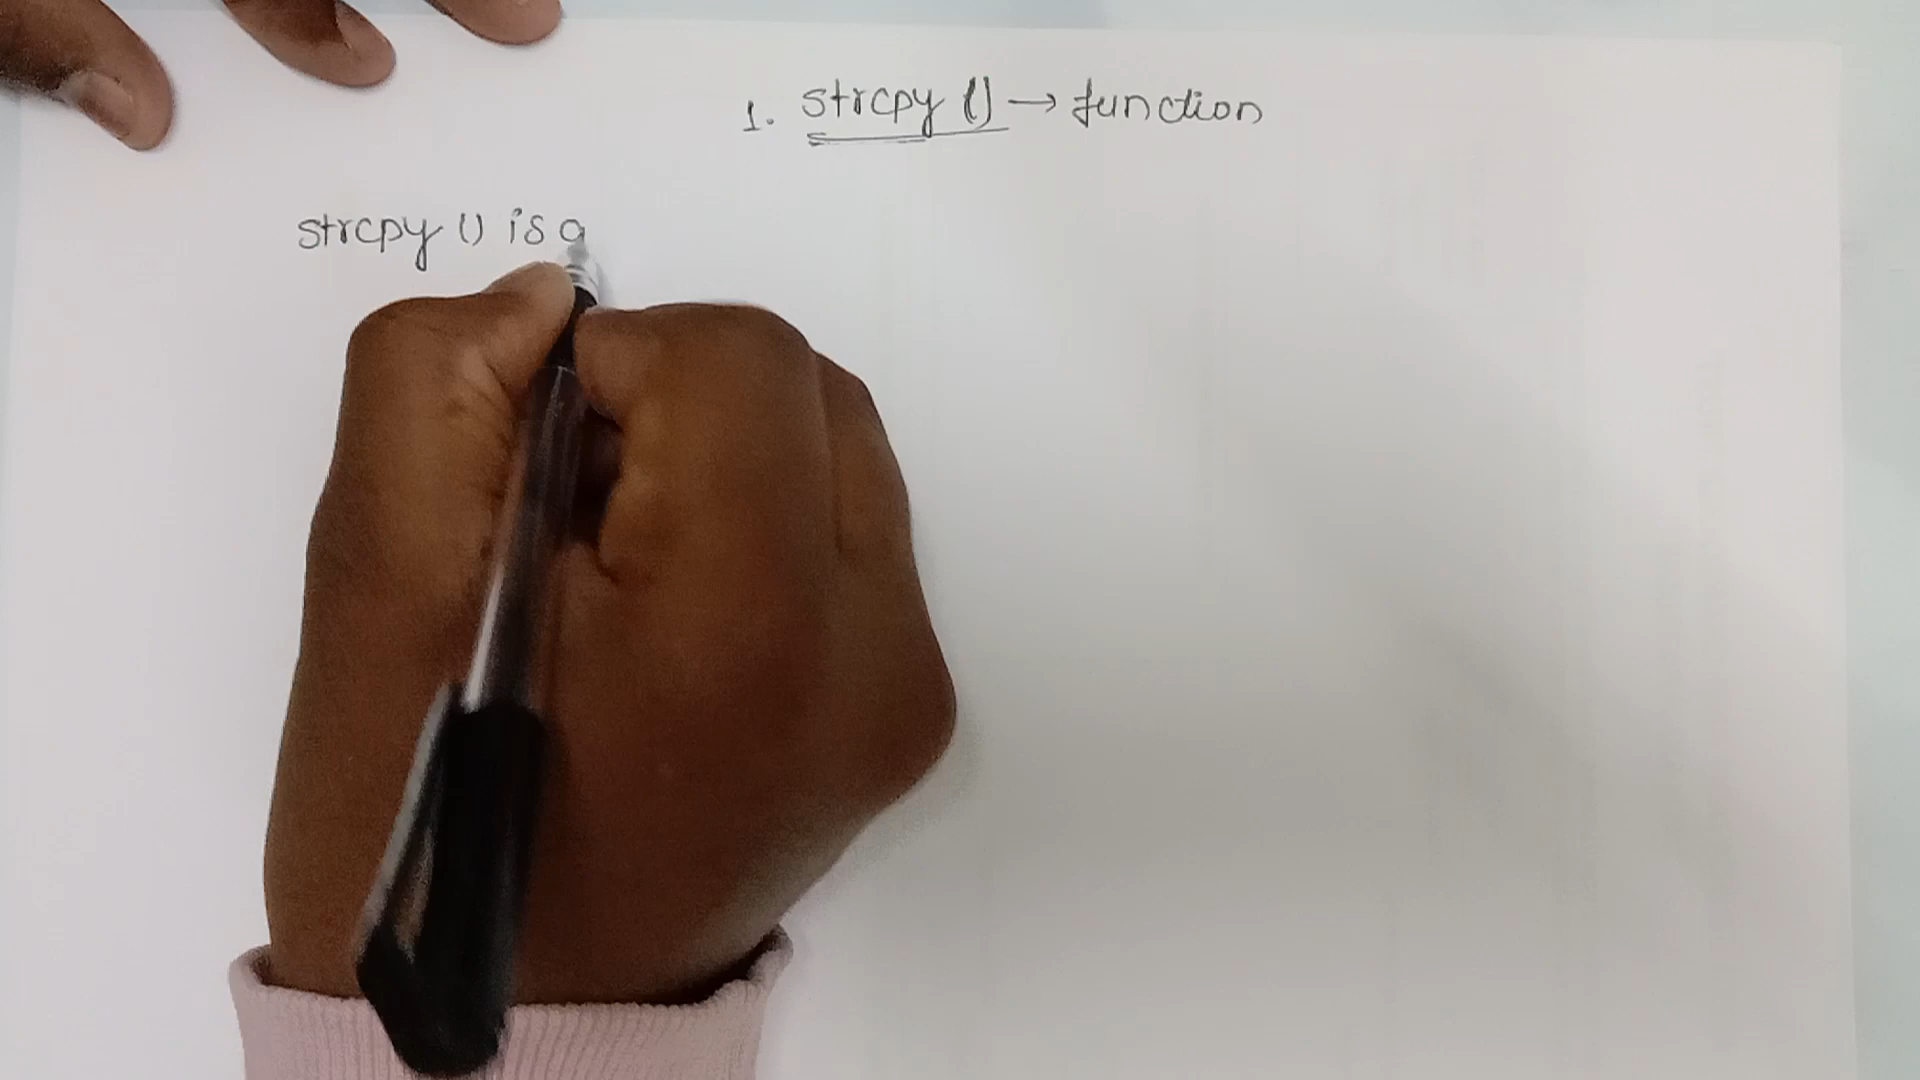 1. strcpy () → function
strcpy () is a